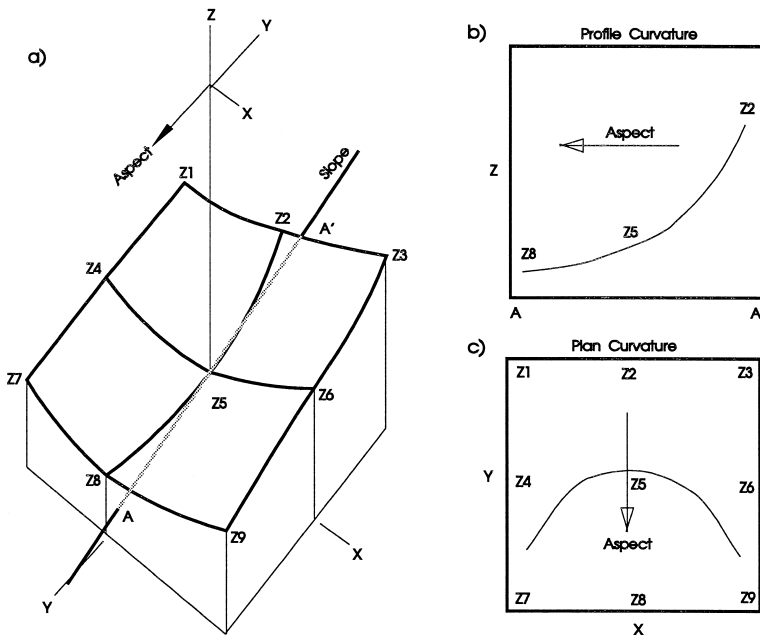 a)
Z
Y
X
Aspect
Slope
Z1
Z2
A'
Z3
Z4
Z5
Z6
Z7
Z8
A
Z9
X
Y
b)
Profile Curvature
Z2
Aspect
Z
Z5
Z8
A
A'
c)
Plan Curvature
Z1 Z2 Z3
Y
Z4 Z5 Z6
Aspect
Z7 Z8 Z9
X